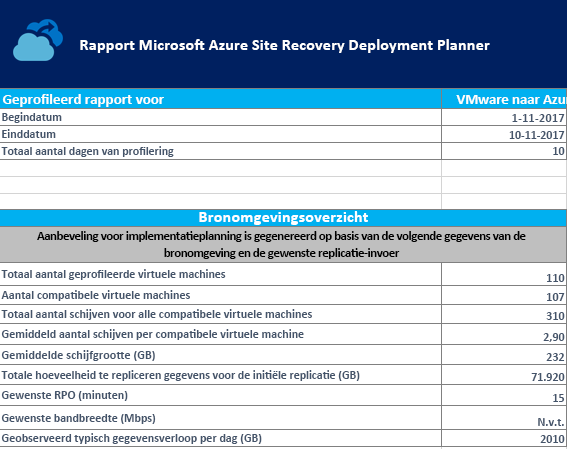 Rapport Microsoft Azure Site Recovery Deployment Planner
Geprofileerd rapport voor VMware naar Azur
Begindatum 1-11-2017
Einddatum 10-11-2017
Totaal aantal dagen van profilering 10
Bronomgevingsoverzicht
Aanbeveling voor implementatieplanning is gegenereerd op basis van de volgende gegevens van de
bronomgeving en de gewenste replicatie-invoer
Totaal aantal geprofileerde virtuele machines 110
Aantal compatibele virtuele machines 107
Totaal aantal schijven voor alle compatibele virtuele machines 310
Gemiddeld aantal schijven per compatibele virtuele machine 2,90
Gemiddelde schijfgrootte (GB) 232
Totale hoeveelheid te repliceren gegevens voor de initiële replicatie (GB) 71.920
Gewenste RPO (minuten) 15
Gewenste bandbreedte (Mbps) N.v.t.
Geobserveerd typisch gegevensverloop per dag (GB) 2010